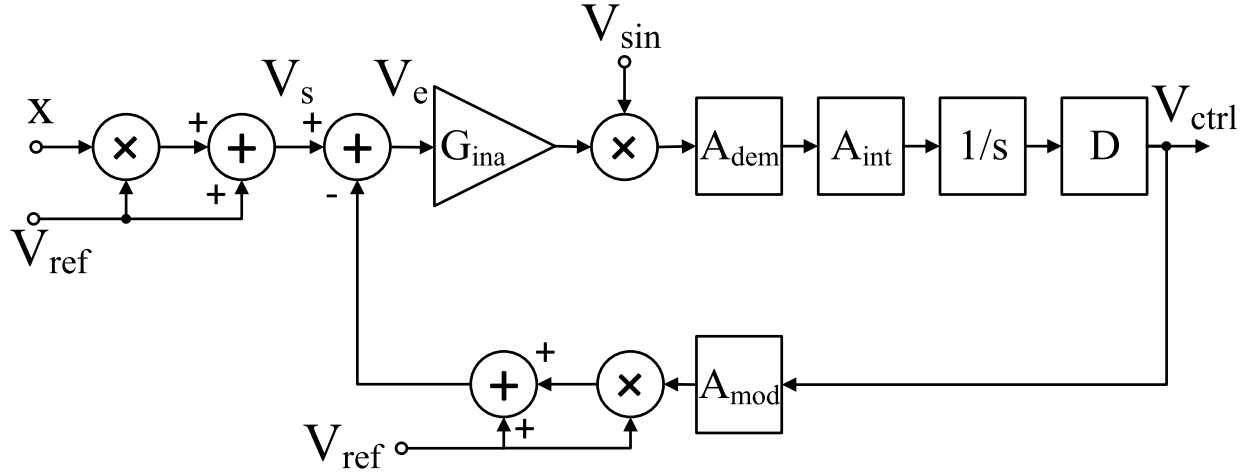 V_sin
x
V_s
V_e
V_ctrl
+
+
×
+
+
G_ina
×
A_dem
A_int
1/s
D
+
-
V_ref
+
+
×
A_mod
+
V_ref